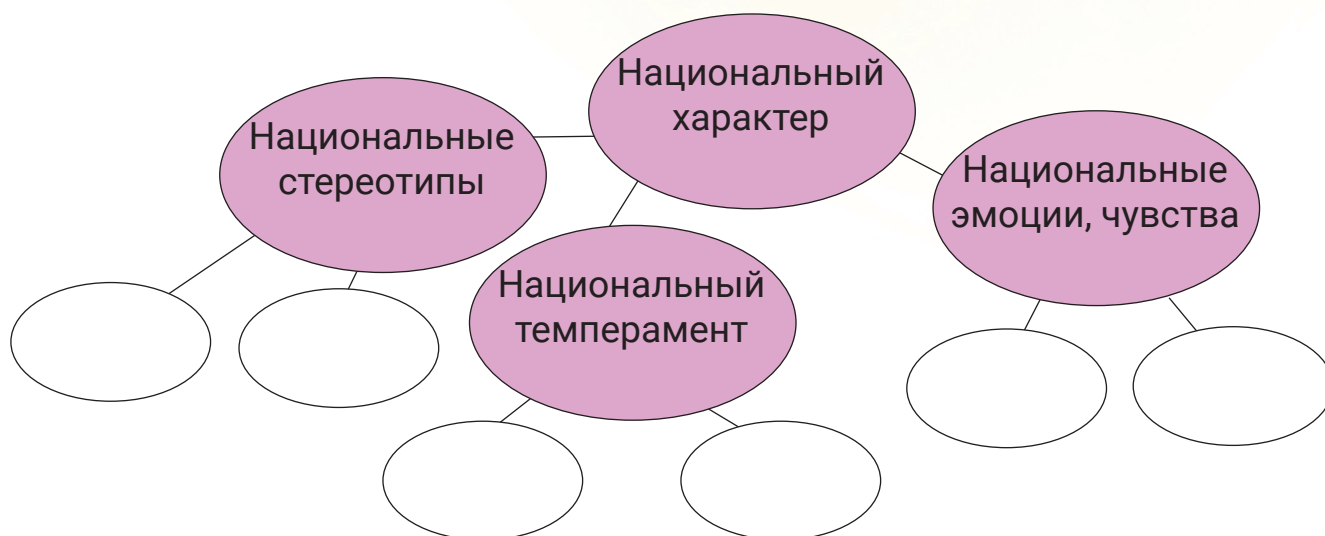 Национальный
характер
Национальные
стереотипы
Национальные
эмоции, чувства
Национальный
темперамент